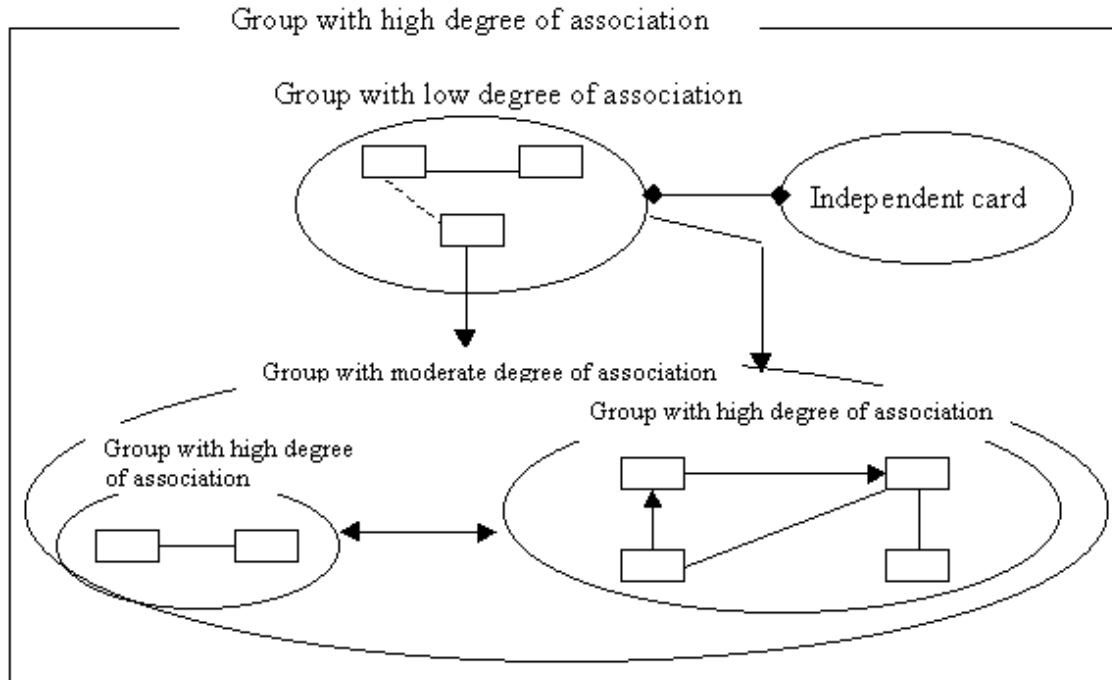 Group with high degree of association
Group with low degree of association
Independent card
Group with moderate degree of association
Group with high degree of association
Group with high degree
of association